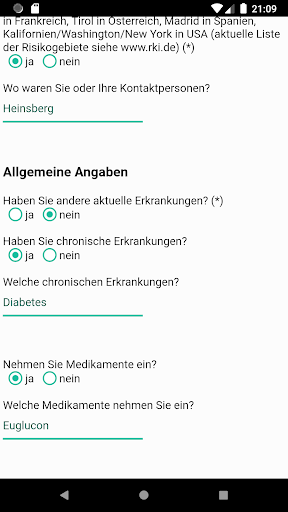 21:09
in Frankreich, Tirol in Österreich, Madrid in Spanien,
Kalifornien/Washington/New York in USA (aktuelle Liste
der Risikogebiete siehe www.rki.de) (*)
ja nein
Wo waren Sie oder Ihre Kontaktpersonen?
Heinsberg
Allgemeine Angaben
Haben Sie andere aktuelle Erkrankungen? (*)
ja nein
Haben Sie chronische Erkrankungen?
ja nein
Welche chronischen Erkrankungen?
Diabetes
Nehmen Sie Medikamente ein?
ja nein
Welche Medikamente nehmen Sie ein?
Euglucon